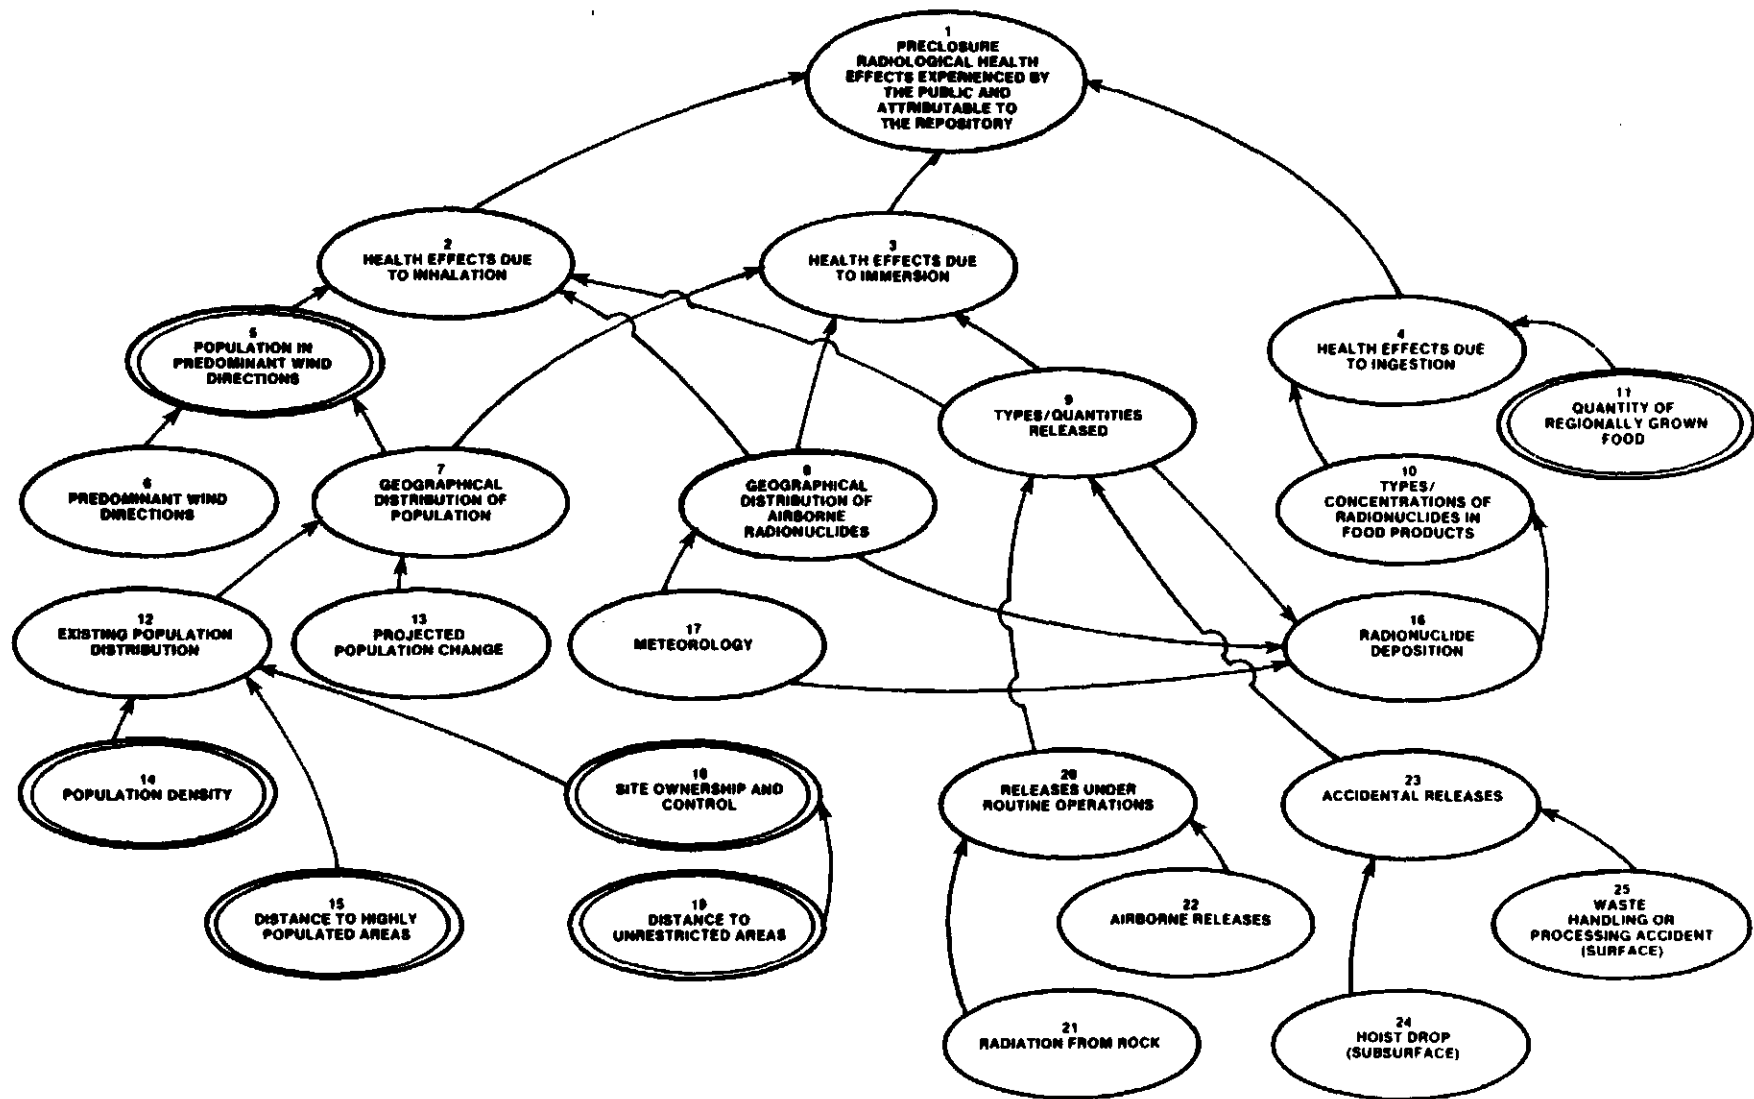 1
PRECLOSURE
RADIOLOGICAL HEALTH
EFFECTS EXPERIENCED BY
THE PUBLIC AND
ATTRIBUTABLE TO
THE REPOSITORY
2
HEALTH EFFECTS DUE
TO INHALATION
3
HEALTH EFFECTS DUE
TO IMMERSION
4
HEALTH EFFECTS DUE
TO INGESTION
5
POPULATION IN
PREDOMINANT WIND
DIRECTIONS
6
PREDOMINANT WIND
DIRECTIONS
7
GEOGRAPHICAL
DISTRIBUTION OF
POPULATION
8
GEOGRAPHICAL
DISTRIBUTION OF
AIRBORNE
RADIONUCLIDES
9
TYPES/QUANTITIES
RELEASED
10
TYPES/
CONCENTRATIONS OF
RADIONUCLIDES IN
FOOD PRODUCTS
11
QUANTITY OF
REGIONALLY GROWN
FOOD
12
EXISTING POPULATION
DISTRIBUTION
13
PROJECTED
POPULATION CHANGE
17
METEOROLOGY
16
RADIONUCLIDE
DEPOSITION
14
POPULATION DENSITY
18
SITE OWNERSHIP AND
CONTROL
20
RELEASES UNDER
ROUTINE OPERATIONS
23
ACCIDENTAL RELEASES
15
DISTANCE TO HIGHLY
POPULATED AREAS
19
DISTANCE TO
UNRESTRICTED AREAS
22
AIRBORNE RELEASES
25
WASTE
HANDLING OR
PROCESSING ACCIDENT
(SURFACE)
21
RADIATION FROM ROCK
24
HOIST DROP
(SUBSURFACE)